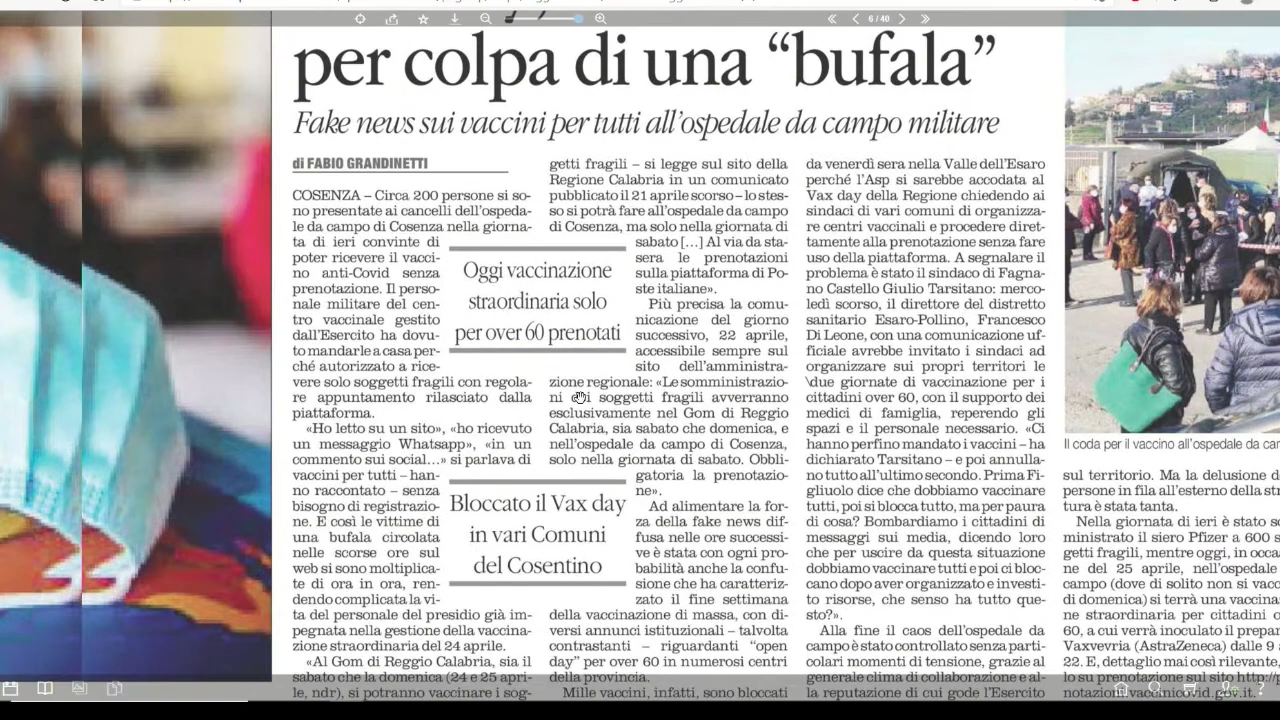 6 / 40
per colpa di una “bufala”
Fake news sui vaccini per tutti all’ospedale da campo militare
di FABIO GRANDINETTI
COSENZA – Circa 200 persone si so-
no presentate ai cancelli dell’ospeda-
le da campo di Cosenza nella giorna-
ta di ieri convinte di
poter ricevere il vacci-
no anti-Covid senza
prenotazione. Il perso-
nale militare del cen-
tro vaccinale gestito
dall’Esercito ha dovu-
to mandarle a casa per-
ché autorizzato a rice-
vere solo soggetti fragili con regola-
re appuntamento rilasciato dalla
piattaforma.
«Ho letto su un sito», «ho ricevuto
un messaggio Whatsapp», «in un
commento sui social...» si parlava di
vaccini per tutti – han-
no raccontato – senza
bisogno di registrazio-
ne. E così le vittime di
una bufala circolata
nelle scorse ore sul
web si sono moltiplica-
te di ora in ora, ren-
dendo complicata la vi-
ta del personale del presidio già im-
pegnata nella gestione della vaccina-
zione straordinaria del 24 aprile.
«Al Gom di Reggio Calabria, sia il
sabato che la domenica (24 e 25 apri-
le, ndr), si potranno vaccinare i sog-
Oggi vaccinazione
straordinaria solo
per over 60 prenotati
Bloccato il Vax day
in vari Comuni
del Cosentino
getti fragili – si legge sul sito della
Regione Calabria in un comunicato
pubblicato il 21 aprile scorso – lo stes-
so si potrà fare all’ospedale da campo
di Cosenza, ma solo nella giornata di
sabato [...] Al via da sta-
sera le prenotazioni
sulla piattaforma di Po-
ste italiane».
Più precisa la comu-
nicazione del giorno
successivo, 22 aprile,
accessibile sempre sul
sito dell’amministra-
zione regionale: «Le somministrazio-
ni soggetti fragili avverranno
esclusivamente nel Gom di Reggio
Calabria, sia sabato che domenica, e
nell’ospedale da campo di Cosenza,
solo nella giornata di sabato. Obbli-
gatoria la prenotazio-
ne».
Ad alimentare la for-
za della fake news dif-
fusa nelle ore successi-
ve è stata con ogni pro-
babilità anche la confu-
sione che ha caratteriz-
zato il fine settimana
della vaccinazione di massa, con di-
versi annunci istituzionali – talvolta
contrastanti – riguardanti “open
day” per over 60 in numerosi centri
della provincia.
Mille vaccini, infatti, sono bloccati
da venerdì sera nella Valle dell’Esaro
perché l’Asp si sarebbe accodata al
Vax day della Regione chiedendo ai
sindaci di vari comuni di organizza-
re centri vaccinali e procedere diret-
tamente alla prenotazione senza fare
uso della piattaforma. A segnalare il
problema è stato il sindaco di Fagna-
no Castello Giulio Tarsitano: merco-
ledì scorso, il direttore del distretto
sanitario Esaro-Pollino, Francesco
Di Leone, con una comunicazione uf-
ficiale avrebbe invitato i sindaci ad
organizzare sui propri territori le
\due giornate di vaccinazione per i
cittadini over 60, con il supporto dei
medici di famiglia, reperendo gli
spazi e il personale necessario. «Ci
hanno perfino mandato i vaccini – ha
dichiarato Tarsitano – e poi annulla-
no tutto all’ultimo secondo. Prima Fi-
gliuolo dice che dobbiamo vaccinare
tutti, poi si blocca tutto, ma per paura
di cosa? Bombardiamo i cittadini di
messaggi sui media, dicendo loro
che per uscire da questa situazione
dobbiamo vaccinare tutti e poi ci bloc-
cano dopo aver organizzato e investi-
to risorse, che senso ha tutto que-
sto?».
Alla fine il caos dell’ospedale da
campo è stato controllato senza parti-
colari momenti di tensione, grazie al
generale clima di collaborazione e al-
la reputazione di cui gode l’Esercito
Il coda per il vaccino all’ospedale da ca
sul territorio. Ma la delusione d
persone in fila all’esterno della str
tura è stata tanta.
Nella giornata di ieri è stato s
ministrato il siero Pfizer a 600 s
getti fragili, mentre oggi, in occa
ne del 25 aprile, nell’ospedale
campo (dove di solito non si vacc
di domenica) si terrà una vaccina
ne straordinaria per cittadini o
60, a cui verrà inoculato il prepar
Vaxvevria (AstraZeneca) dalle 9
22. E, dettaglio mai così rilevante,
lo su prenotazione sul sito http://p
notazioni.vaccinicovid.gov.it.